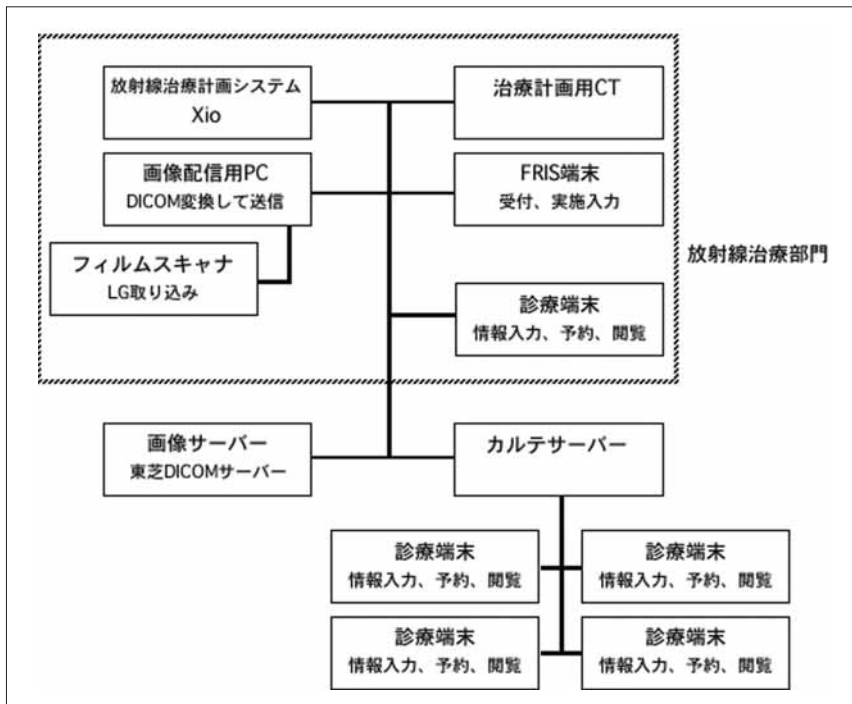 放射線治療計画システム
Xio
治療計画用CT
画像配信用PC
DICOM変換して送信
FRIS端末
受付、実施入力
フィルムスキャナ
LG取り込み
放射線治療部門
診療端末
情報入力、予約、閲覧
画像サーバー
東芝DICOMサーバー
カルテサーバー
診療端末
情報入力、予約、閲覧
診療端末
情報入力、予約、閲覧
診療端末
情報入力、予約、閲覧
診療端末
情報入力、予約、閲覧